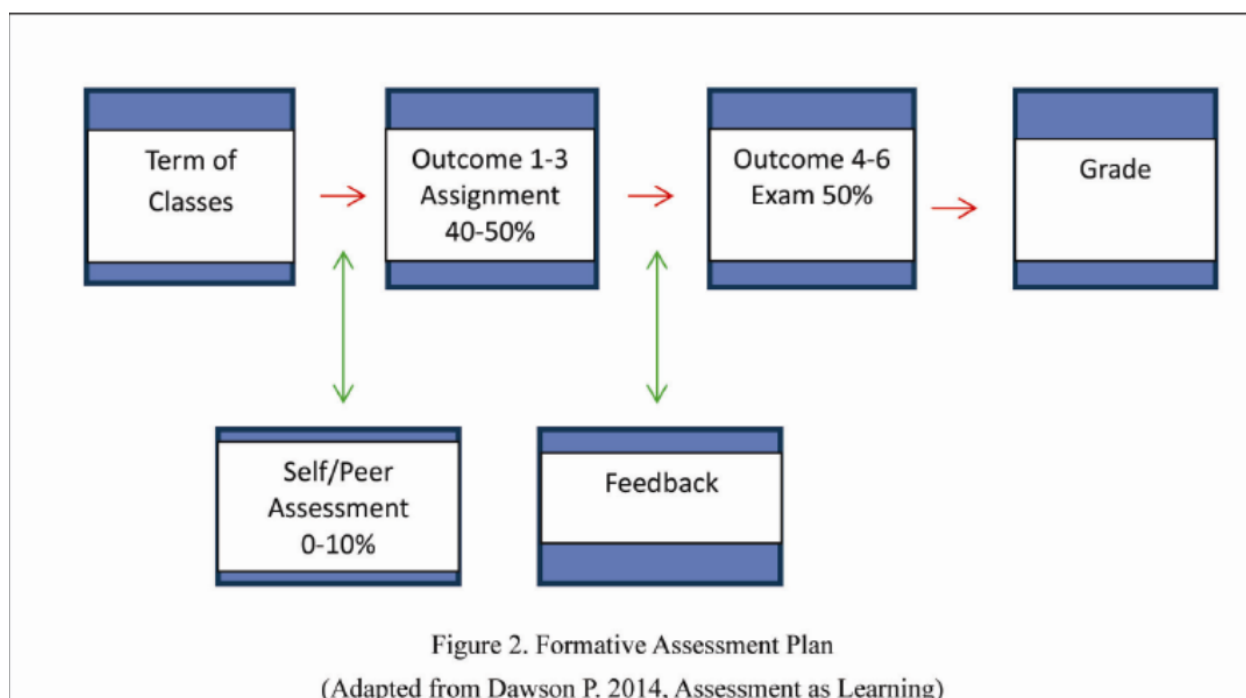 Term of
Classes
Outcome 1-3
Assignment
40-50%
Outcome 4-6
Exam 50%
Grade
Self/Peer
Assessment
0-10%
Feedback
Figure 2. Formative Assessment Plan
(Adapted from Dawson P. 2014, Assessment as Learning)